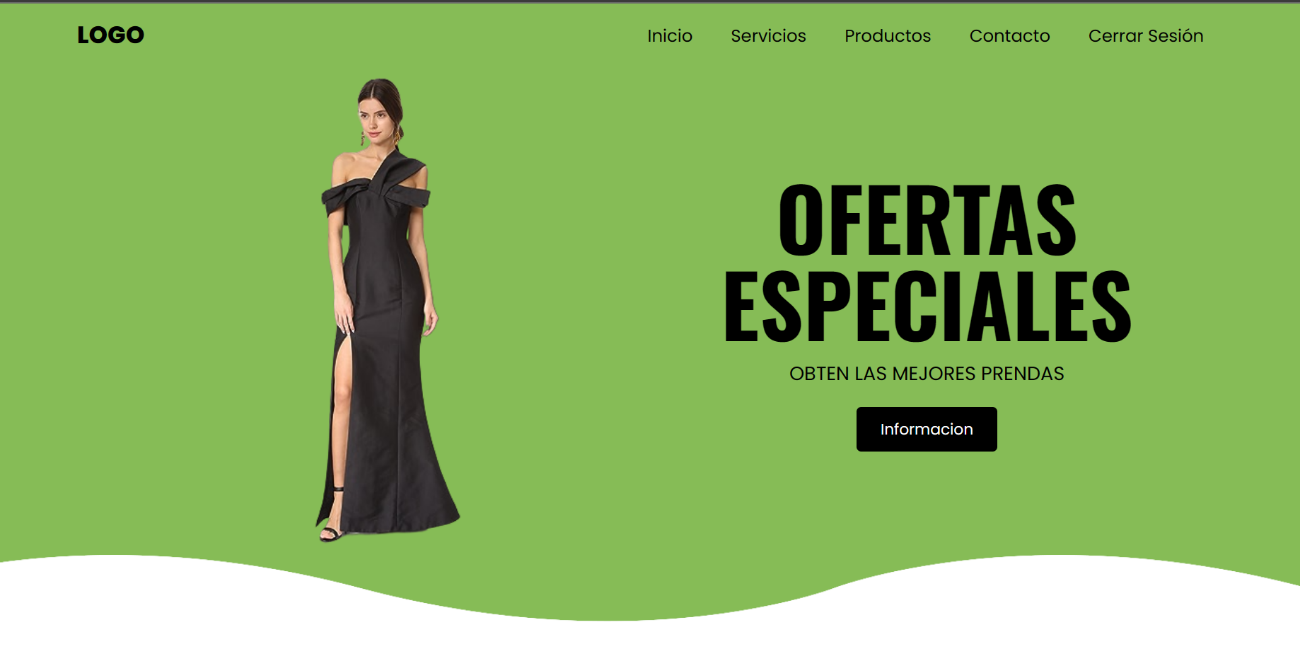 LOGO
Inicio Servicios Productos Contacto Cerrar Sesión
OFERTAS
ESPECIALES
OBTEN LAS MEJORES PRENDAS
Informacion